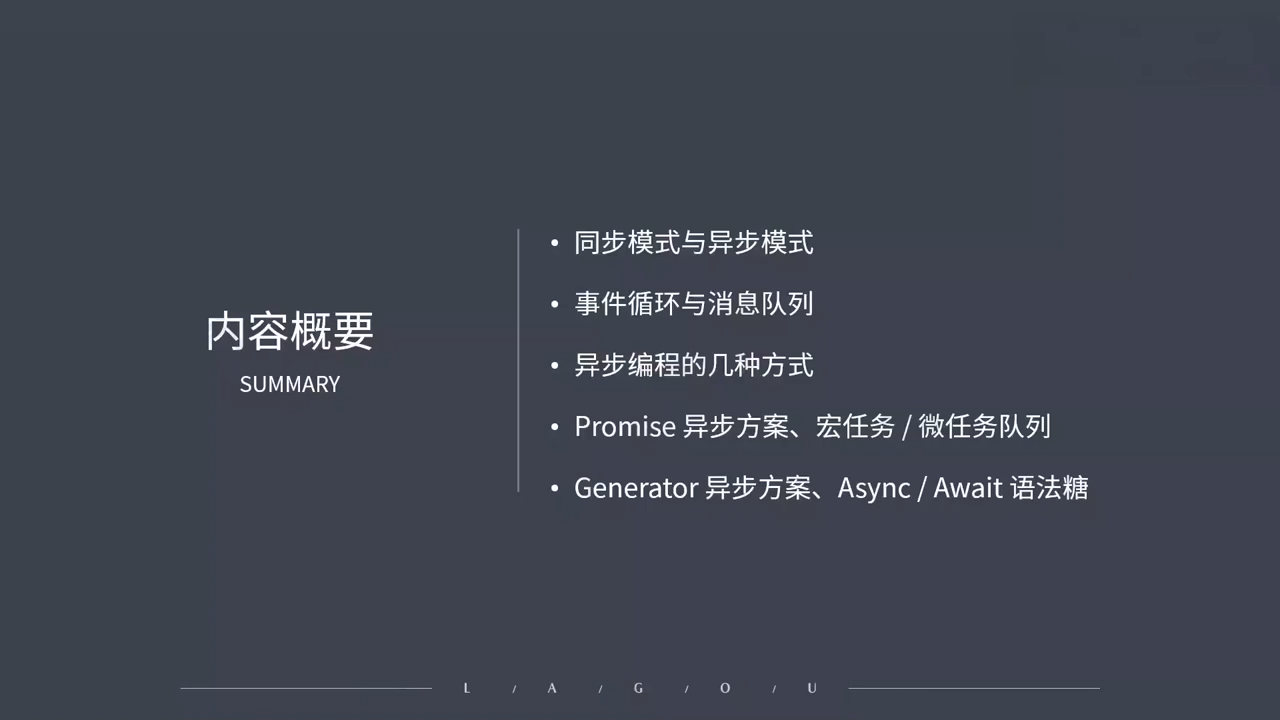 内容概要
SUMMARY
• 同步模式与异步模式
• 事件循环与消息队列
• 异步编程的几种方式
• Promise 异步方案、宏任务 / 微任务队列
• Generator 异步方案、Async / Await 语法糖
L / A / G / O / U